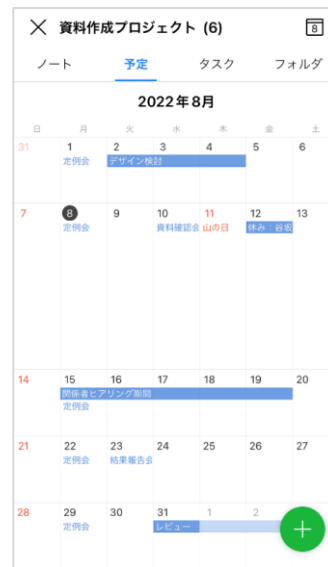 資料作成プロジェクト (6)
8
ノート 予定 タスク フォルダ
2022年8月
日 月 火 水 木 金 土
31 1 2 3 4 5 6
定例会 デザイン検討
7 8 9 10 11 12 13
定例会 資料確認会 山の日 休み：谷坂
14 15 16 17 18 19 20
関係者ヒアリング期間
定例会
21 22 23 24 25 26 27
定例会 結果報告会
28 29 30 31 1 2
定例会 レビュー